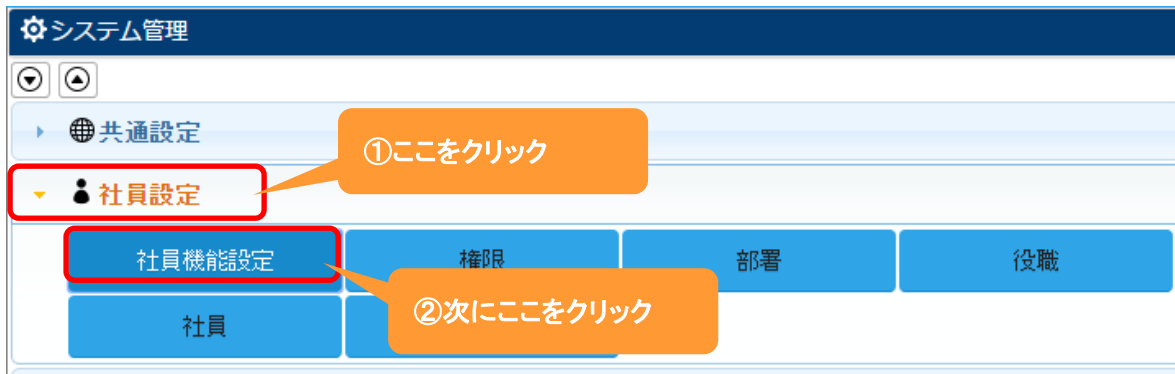 システム管理
共通設定
①ここをクリック
社員設定
社員機能設定
権限
部署
役職
②次にここをクリック
社員